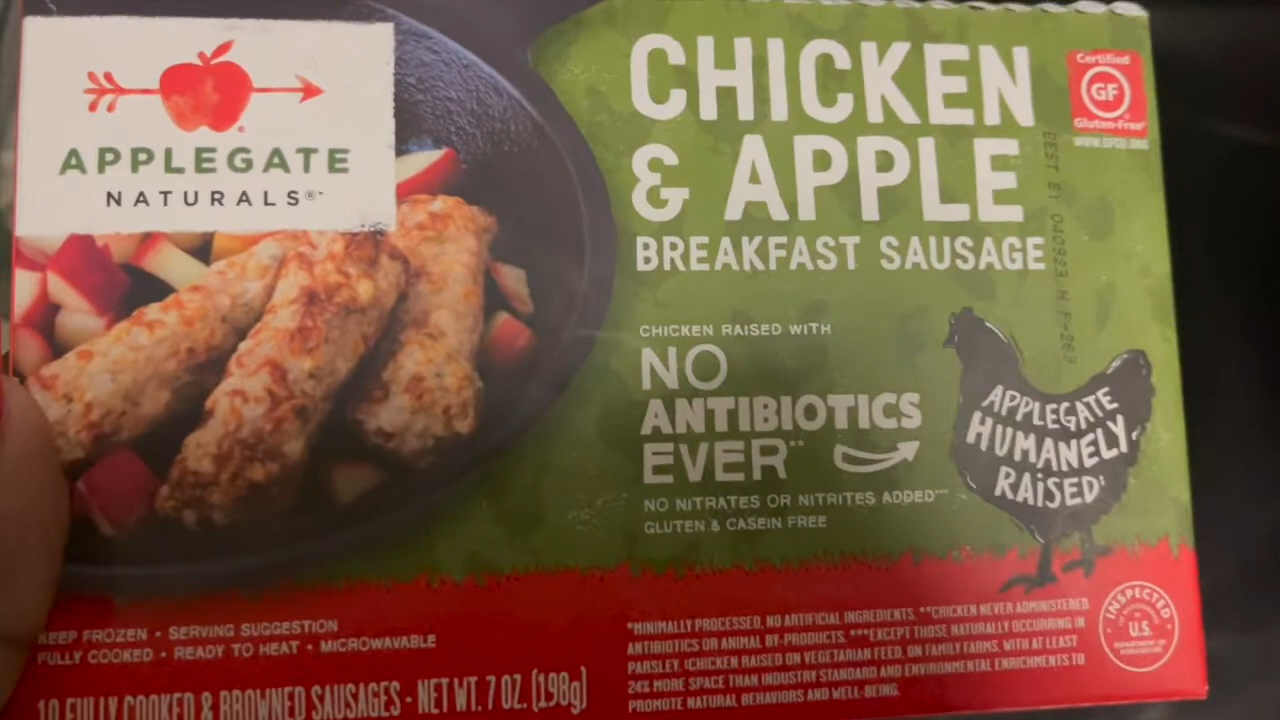 APPLEGATE
NATURALS®
CHICKEN
& APPLE
BREAKFAST SAUSAGE
Certified
GF
Gluten-Free
WWW.GFCO.ORG
BEST BY 040923
CHICKEN RAISED WITH
NO
ANTIBIOTICS
EVER**
NO NITRATES OR NITRITES ADDED***
GLUTEN & CASEIN FREE
APPLEGATE
HUMANELY
RAISED
KEEP FROZEN • SERVING SUGGESTION
FULLY COOKED • READY TO HEAT • MICROWAVABLE
10 FULLY COOKED & BROWNED SAUSAGES - NET WT. 7 OZ. (198g)
*MINIMALLY PROCESSED, NO ARTIFICIAL INGREDIENTS. **CHICKEN NEVER ADMINISTERED
ANTIBIOTICS OR ANIMAL BY-PRODUCTS. ***EXCEPT THOSE NATURALLY OCCURRING IN
PARSLEY. CHICKEN RAISED ON VEGETARIAN FEED, ON FAMILY FARMS, WITH AT LEAST
24% MORE SPACE THAN INDUSTRY STANDARD AND ENVIRONMENTAL ENRICHMENTS TO
PROMOTE NATURAL BEHAVIORS AND WELL-BEING.
INSPECTED
U.S.
DEPARTMENT OF
AGRICULTURE